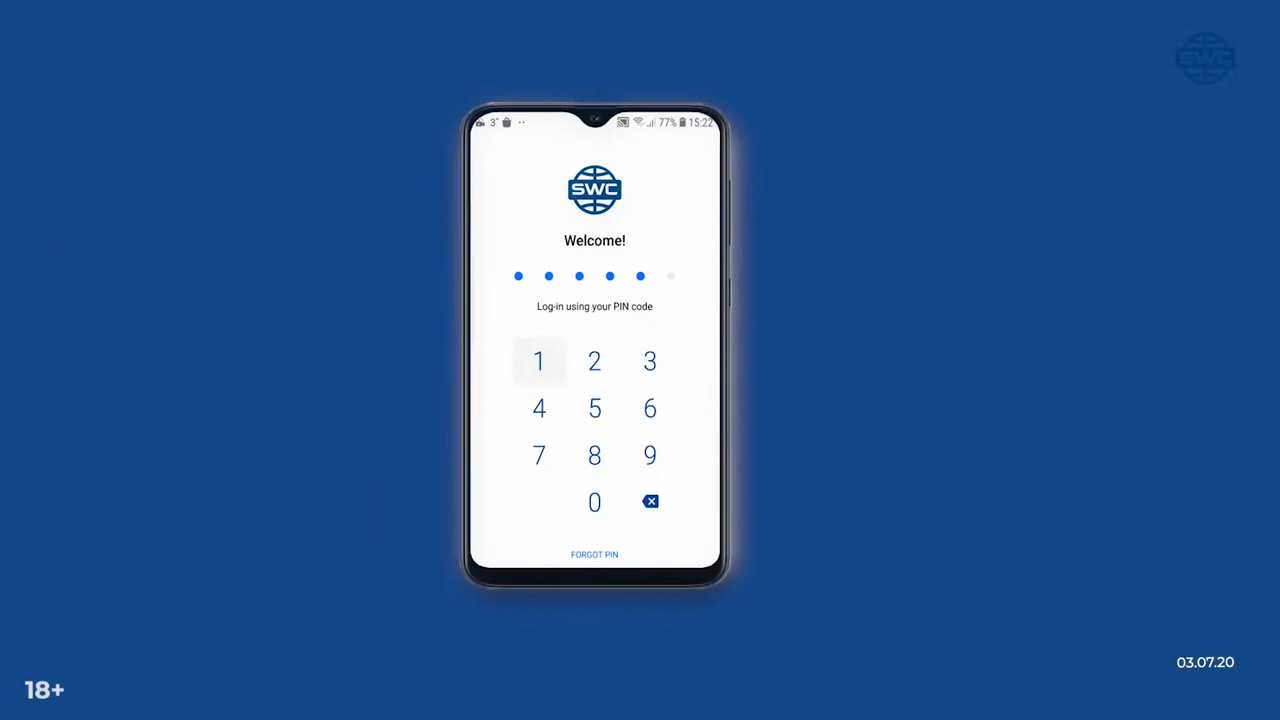 SWC
3°
77% 15:22
SWC
Welcome!
Log-in using your PIN code
1 2 3
4 5 6
7 8 9
0
FORGOT PIN
03.07.20
18+